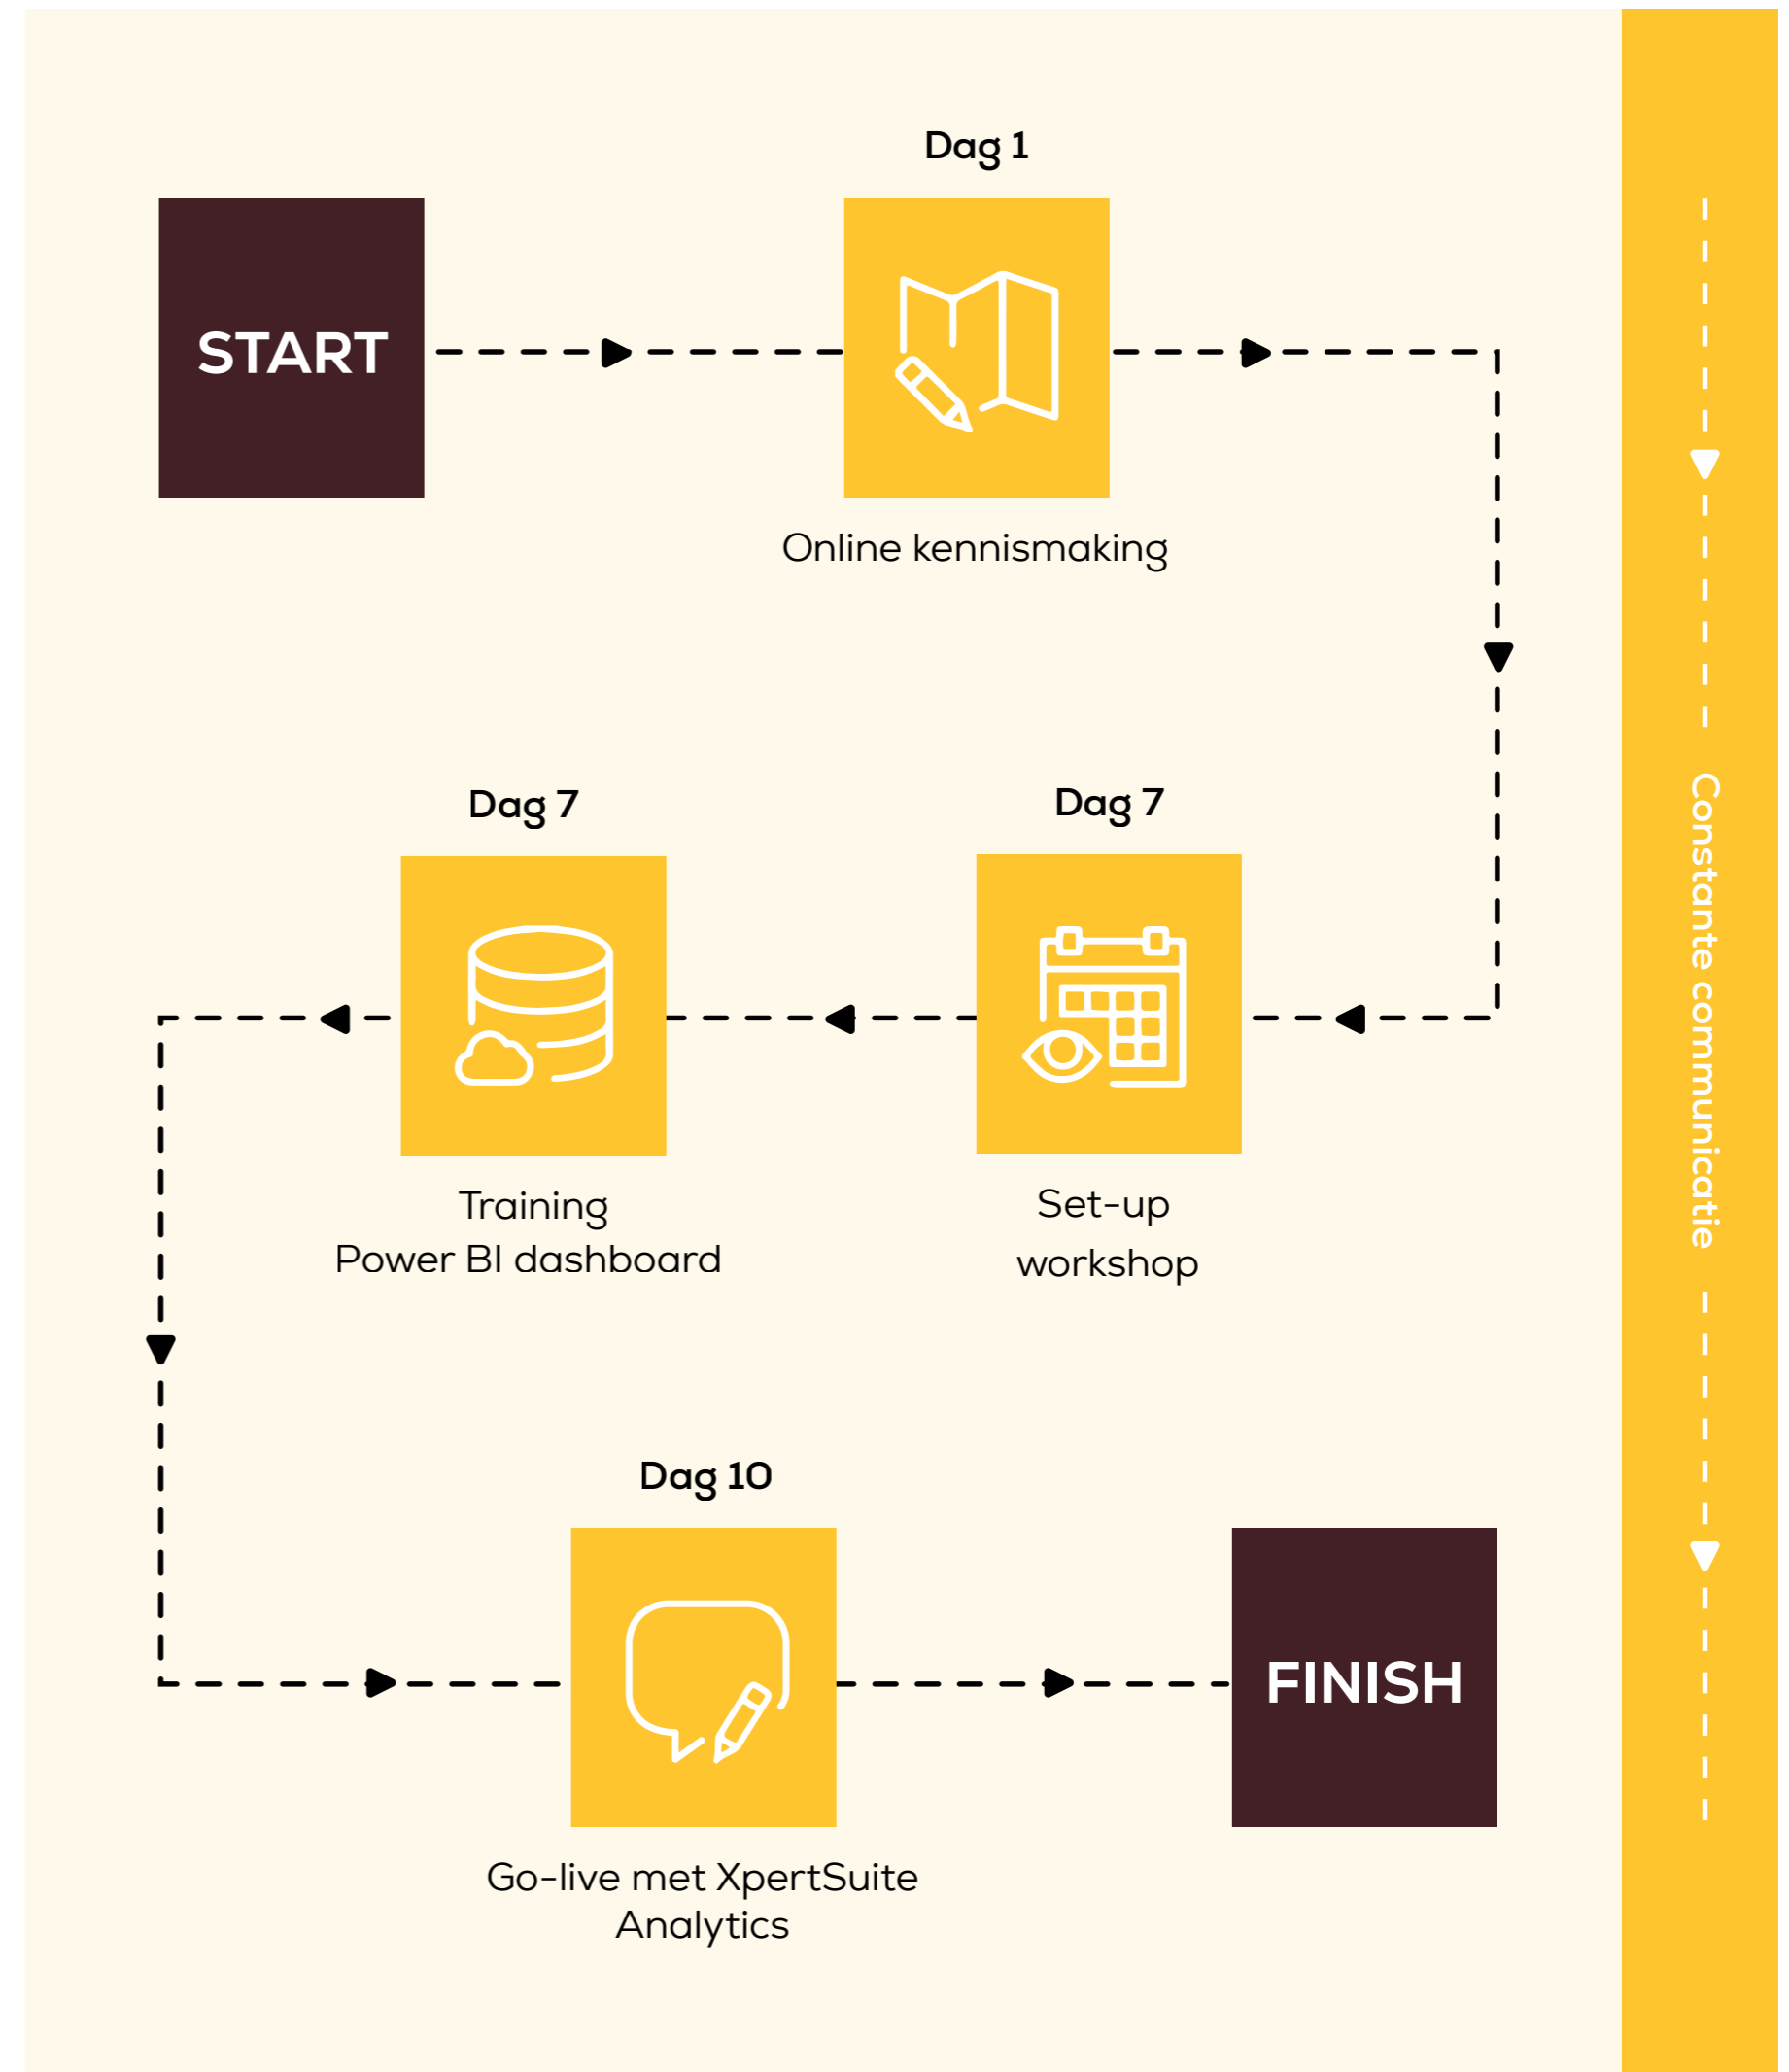 Dag 1
START
Online kennismaking
Dag 7
Set-up
workshop
Dag 7
Training
Power BI dashboard
Dag 10
Go-live met XpertSuite
Analytics
FINISH
Constante communicatie